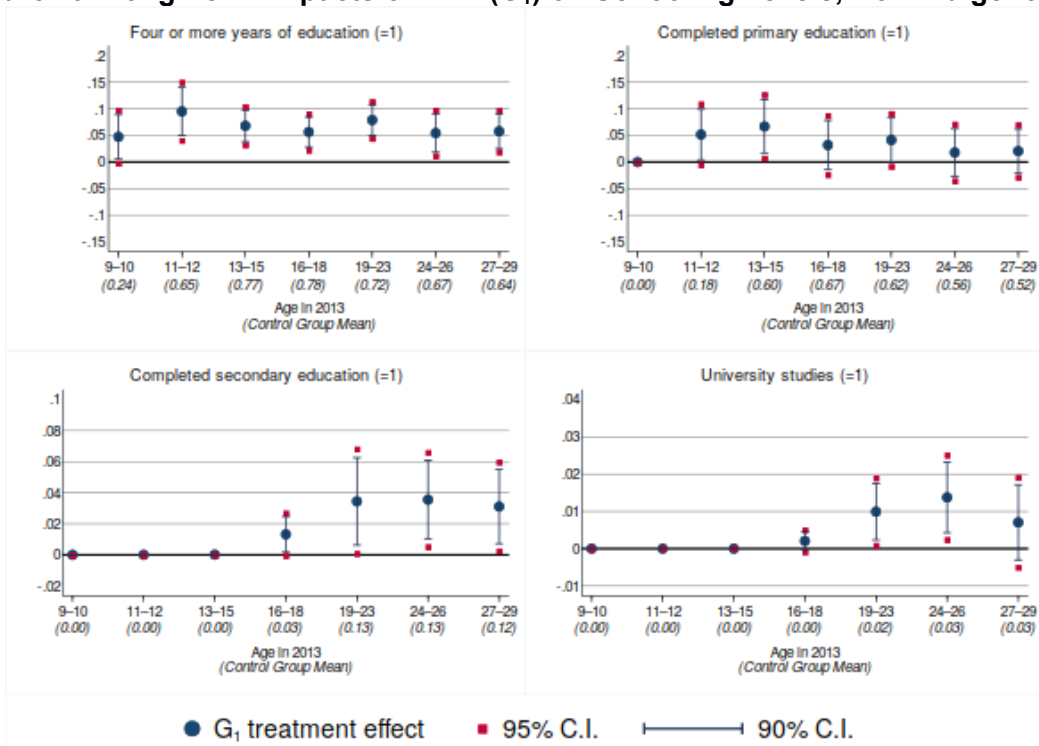 Four or more years of education (=1)
.2
.15
.1
.05
0
-.05
-.1
-.15
9–10 11–12 13–15 16–18 19–23 24–26 27–29
(0.24) (0.65) (0.77) (0.78) (0.72) (0.67) (0.64)
Age in 2013
(Control Group Mean)
Completed primary education (=1)
.2
.15
.1
.05
0
-.05
-.1
-.15
9–10 11–12 13–15 16–18 19–23 24–26 27–29
(0.00) (0.18) (0.60) (0.67) (0.62) (0.56) (0.52)
Age in 2013
(Control Group Mean)
Completed secondary education (=1)
.1
.08
.06
.04
.02
0
-.02
9–10 11–12 13–15 16–18 19–23 24–26 27–29
(0.00) (0.00) (0.00) (0.03) (0.13) (0.13) (0.12)
Age in 2013
(Control Group Mean)
University studies (=1)
.04
.03
.02
.01
0
-.01
9–10 11–12 13–15 16–18 19–23 24–26 27–29
(0.00) (0.00) (0.00) (0.00) (0.02) (0.03) (0.03)
Age in 2013
(Control Group Mean)
G₁ treatment effect 95% C.I. 90% C.I.